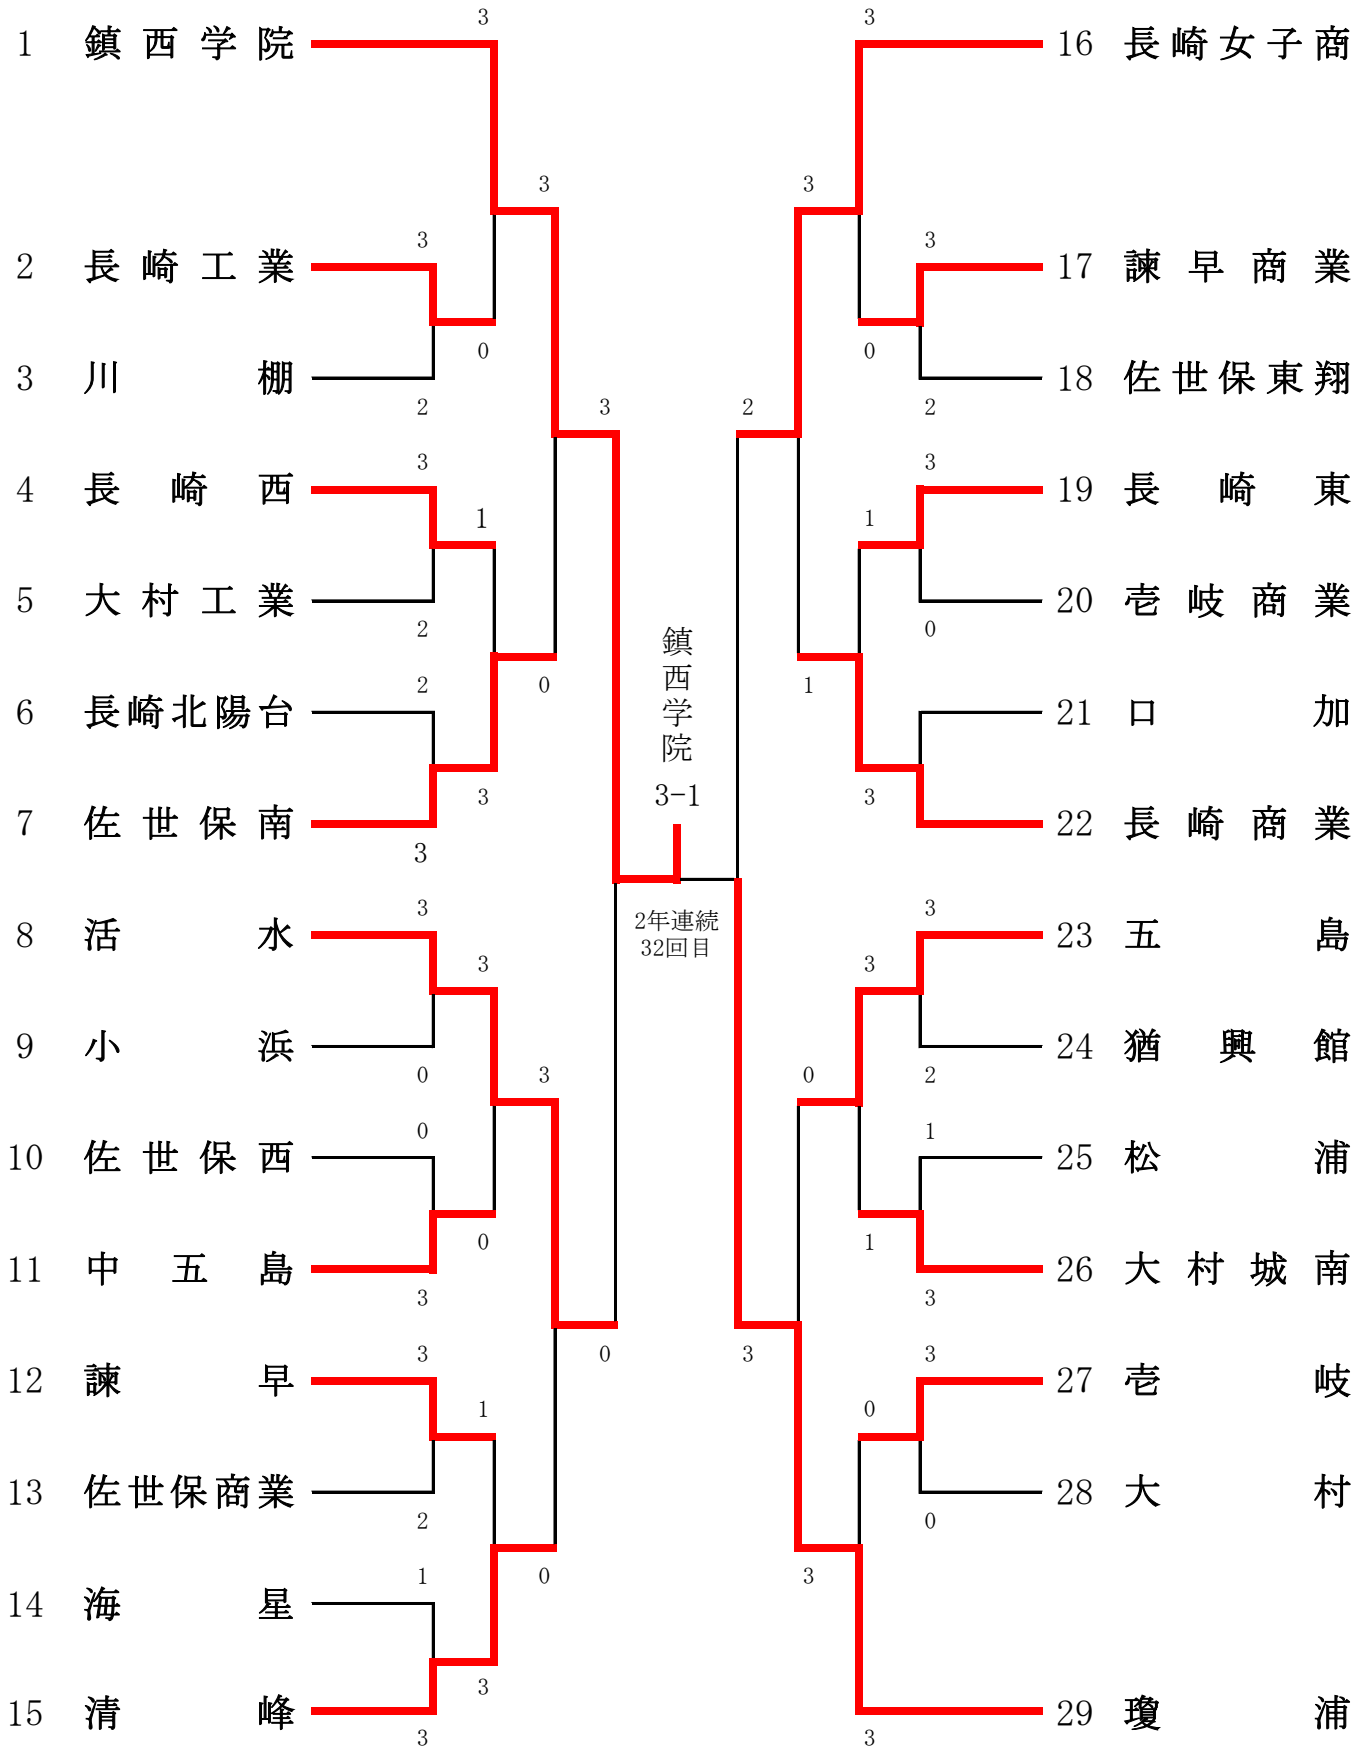 3
1 鎮西学院
3
2 長崎工業
3
0
3 川棚
2
3
3
4 長崎西
1
5 大村工業
2
2
0
6 長崎北陽台
3
7 佐世保南
3
3
8 活水
3
9 小浜
0
3
0
10 佐世保西
0
11 中五島
3
0
3
12 諫早
1
13 佐世保商業
2
1
0
14 海星
3
15 清峰
3
鎮西学院
3-1
2年連続
32回目
3
16 長崎女子商
3
3
17 諫早商業
0
18 佐世保東翔
2
2
3
19 長崎東
1
20 壱岐商業
0
1
21 口加
3
22 長崎商業
3
23 五島
3
24 猶興館
2
0
1
25 松浦
1
26 大村城南
3
3
3
27 壱岐
0
28 大村
0
3
29 瓊浦
3